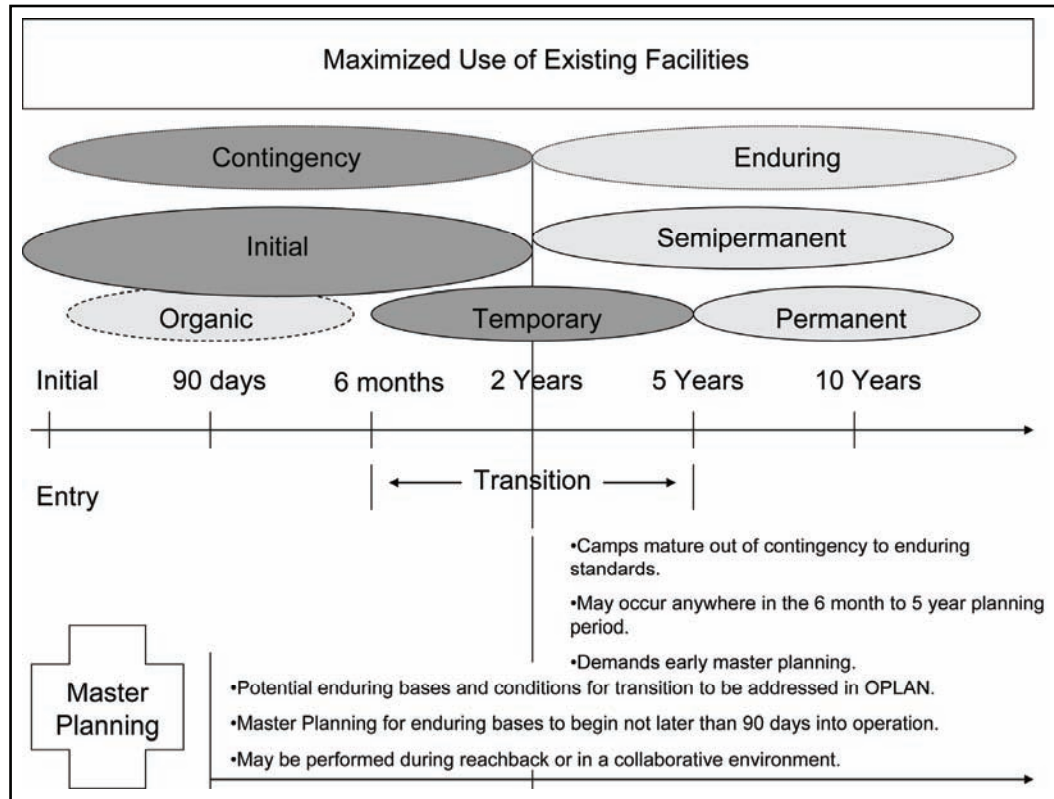 Maximized Use of Existing Facilities
Contingency
Enduring
Initial
Semipermanent
Organic
Temporary
Permanent
Initial
90 days
6 months
2 Years
5 Years
10 Years
Entry
Transition
•Camps mature out of contingency to enduring
standards.
•May occur anywhere in the 6 month to 5 year planning
period.
•Demands early master planning.
Master
Planning
•Potential enduring bases and conditions for transition to be addressed in OPLAN.
•Master Planning for enduring bases to begin not later than 90 days into operation.
•May be performed during reachback or in a collaborative environment.